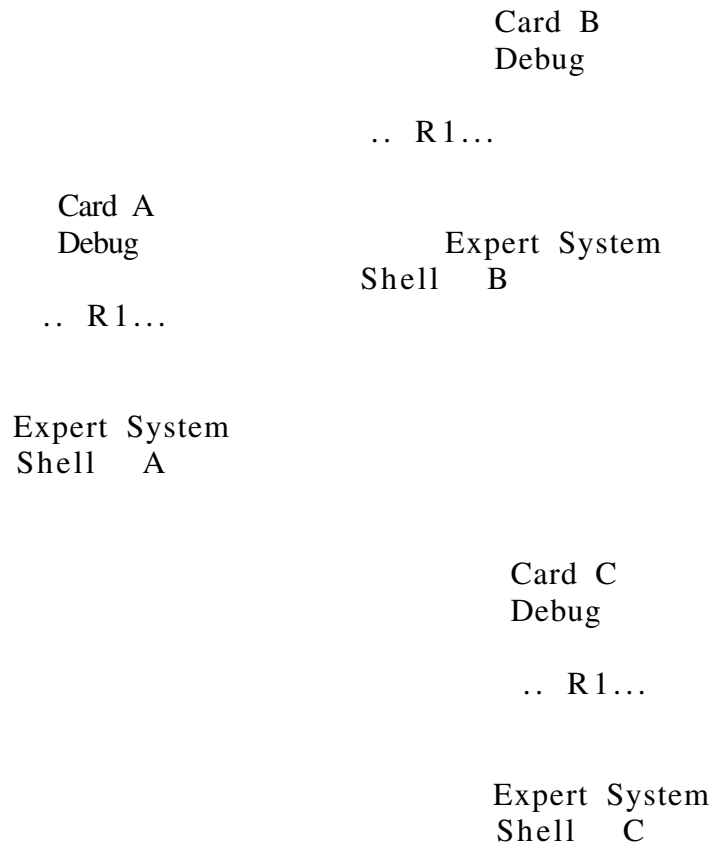 Card B
Debug
.. R1...
Card A
Debug
Expert System
Shell B
.. R1...
Expert System
Shell A
Card C
Debug
.. R1...
Expert System
Shell C